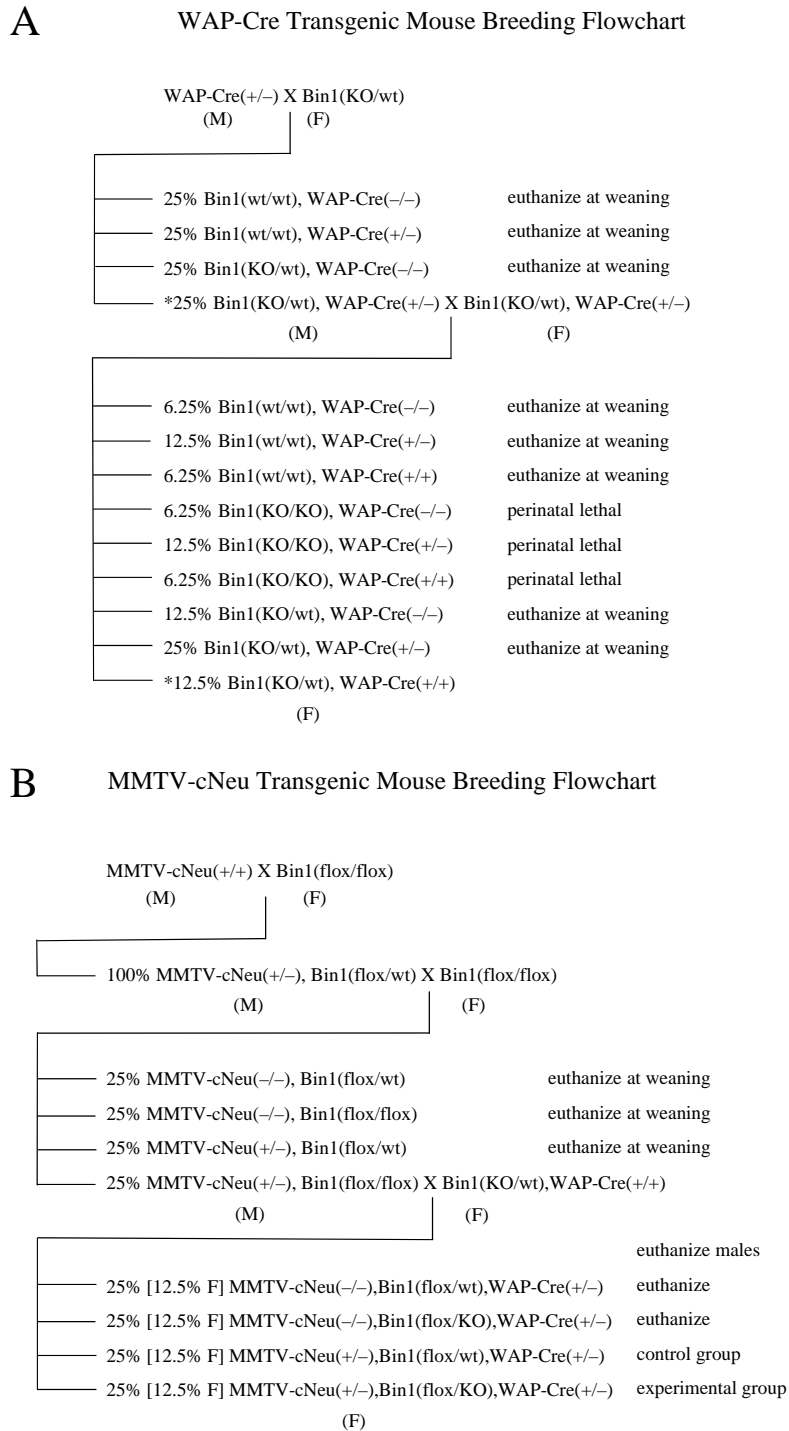 A
WAP-Cre Transgenic Mouse Breeding Flowchart
WAP-Cre(+/–) X Bin1(KO/wt)
(M) (F)
25% Bin1(wt/wt), WAP-Cre(–/–) euthanize at weaning
25% Bin1(wt/wt), WAP-Cre(+/–) euthanize at weaning
25% Bin1(KO/wt), WAP-Cre(–/–) euthanize at weaning
*25% Bin1(KO/wt), WAP-Cre(+/–) X Bin1(KO/wt), WAP-Cre(+/–)
(M) (F)
6.25% Bin1(wt/wt), WAP-Cre(–/–) euthanize at weaning
12.5% Bin1(wt/wt), WAP-Cre(+/–) euthanize at weaning
6.25% Bin1(wt/wt), WAP-Cre(+/+) euthanize at weaning
6.25% Bin1(KO/KO), WAP-Cre(–/–) perinatal lethal
12.5% Bin1(KO/KO), WAP-Cre(+/–) perinatal lethal
6.25% Bin1(KO/KO), WAP-Cre(+/+) perinatal lethal
12.5% Bin1(KO/wt), WAP-Cre(–/–) euthanize at weaning
25% Bin1(KO/wt), WAP-Cre(+/–) euthanize at weaning
*12.5% Bin1(KO/wt), WAP-Cre(+/+)
(F)
B
MMTV-cNeu Transgenic Mouse Breeding Flowchart
MMTV-cNeu(+/+) X Bin1(flox/flox)
(M) (F)
100% MMTV-cNeu(+/–), Bin1(flox/wt) X Bin1(flox/flox)
(M) (F)
25% MMTV-cNeu(–/–), Bin1(flox/wt) euthanize at weaning
25% MMTV-cNeu(–/–), Bin1(flox/flox) euthanize at weaning
25% MMTV-cNeu(+/–), Bin1(flox/wt) euthanize at weaning
25% MMTV-cNeu(+/–), Bin1(flox/flox) X Bin1(KO/wt),WAP-Cre(+/+)
(M) (F)
euthanize males
25% [12.5% F] MMTV-cNeu(–/–),Bin1(flox/wt),WAP-Cre(+/–) euthanize
25% [12.5% F] MMTV-cNeu(–/–),Bin1(flox/KO),WAP-Cre(+/–) euthanize
25% [12.5% F] MMTV-cNeu(+/–),Bin1(flox/wt),WAP-Cre(+/–) control group
25% [12.5% F] MMTV-cNeu(+/–),Bin1(flox/KO),WAP-Cre(+/–) experimental group
(F)